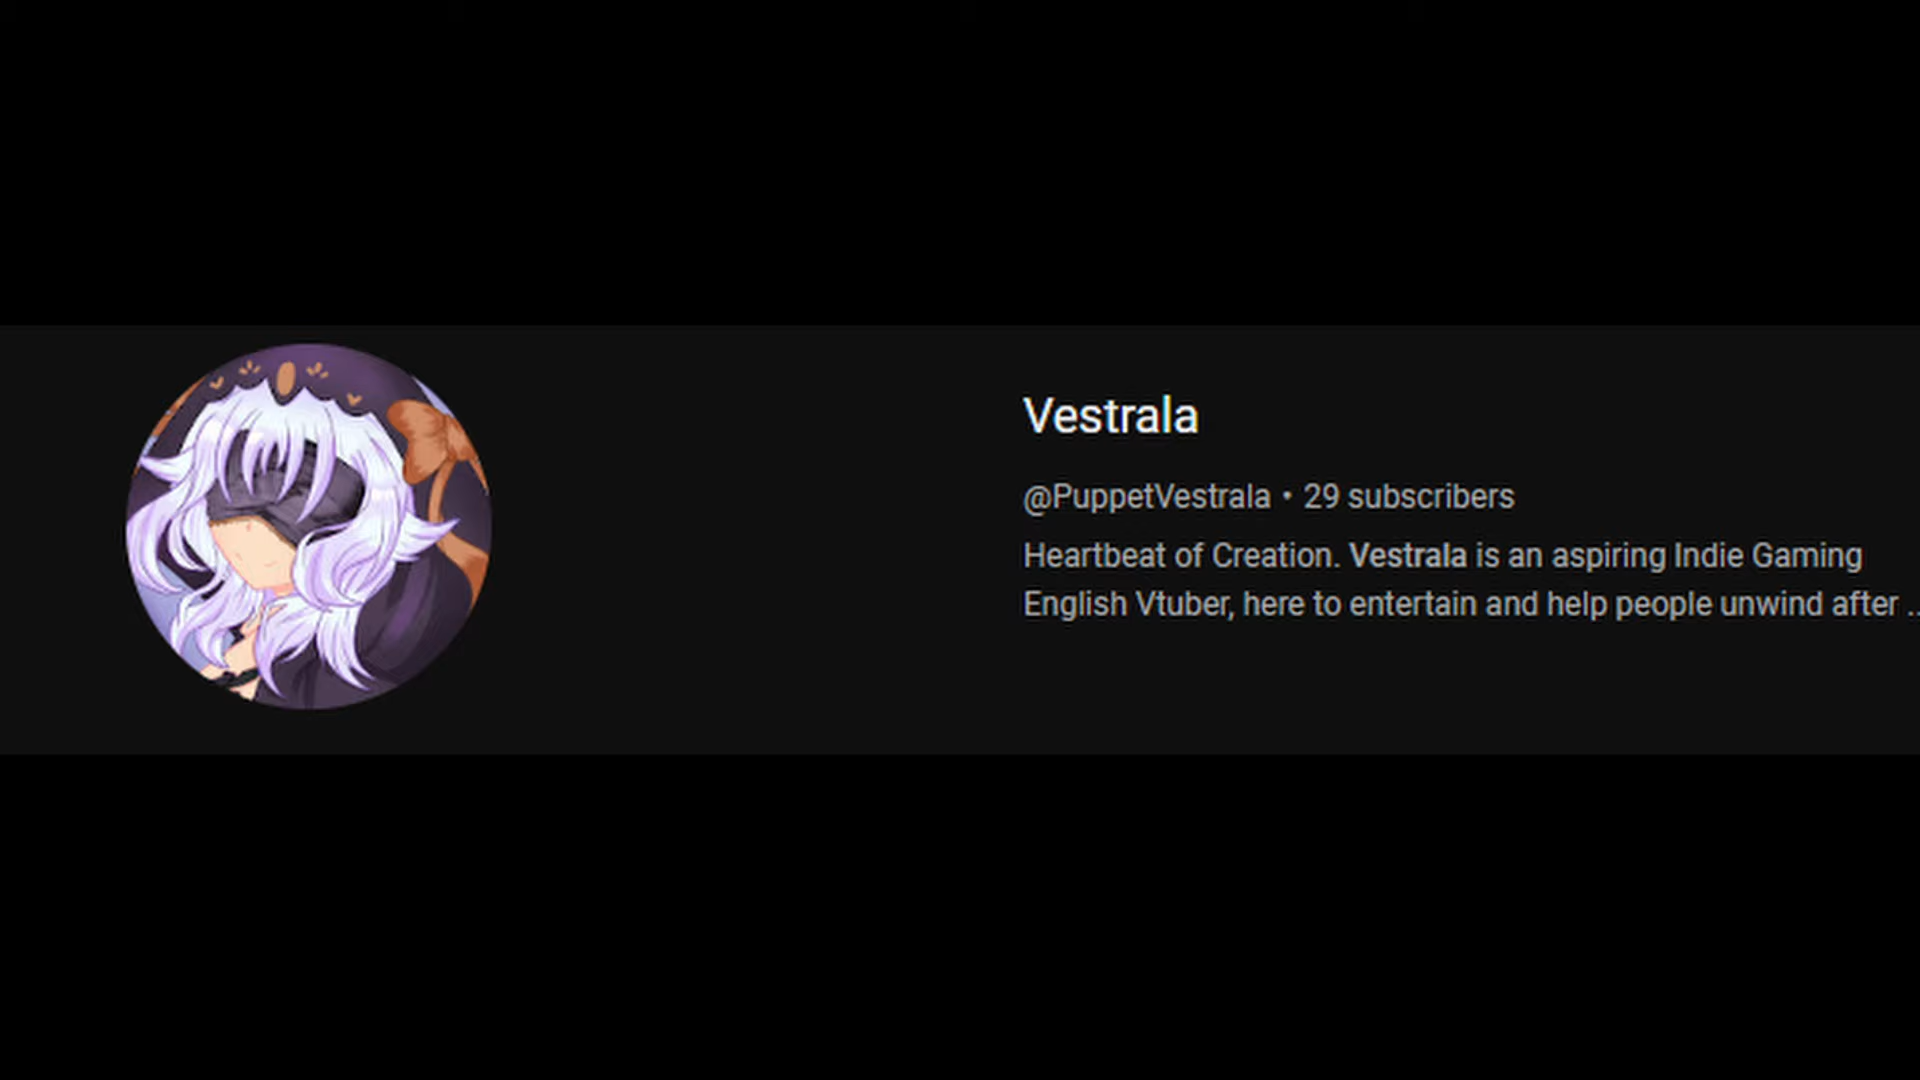 Vestrala
@PuppetVestrala • 29 subscribers
Heartbeat of Creation. Vestrala is an aspiring Indie Gaming
English Vtuber, here to entertain and help people unwind after ..